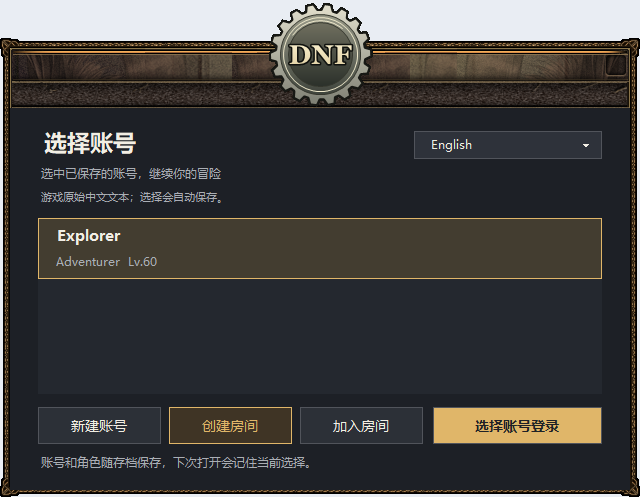 DNF
选择账号
English
选中已保存的账号，继续你的冒险
游戏原始中文文本；选择会自动保存。
Explorer
Adventurer Lv.60
新建账号
创建房间
加入房间
选择账号登录
账号和角色随存档保存，下次打开会记住当前选择。